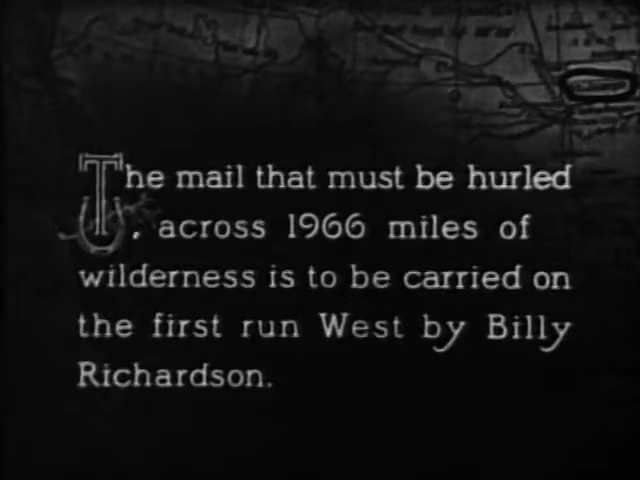 The mail that must be hurled
, across 1966 miles of
wilderness is to be carried on
the first run West by Billy
Richardson.